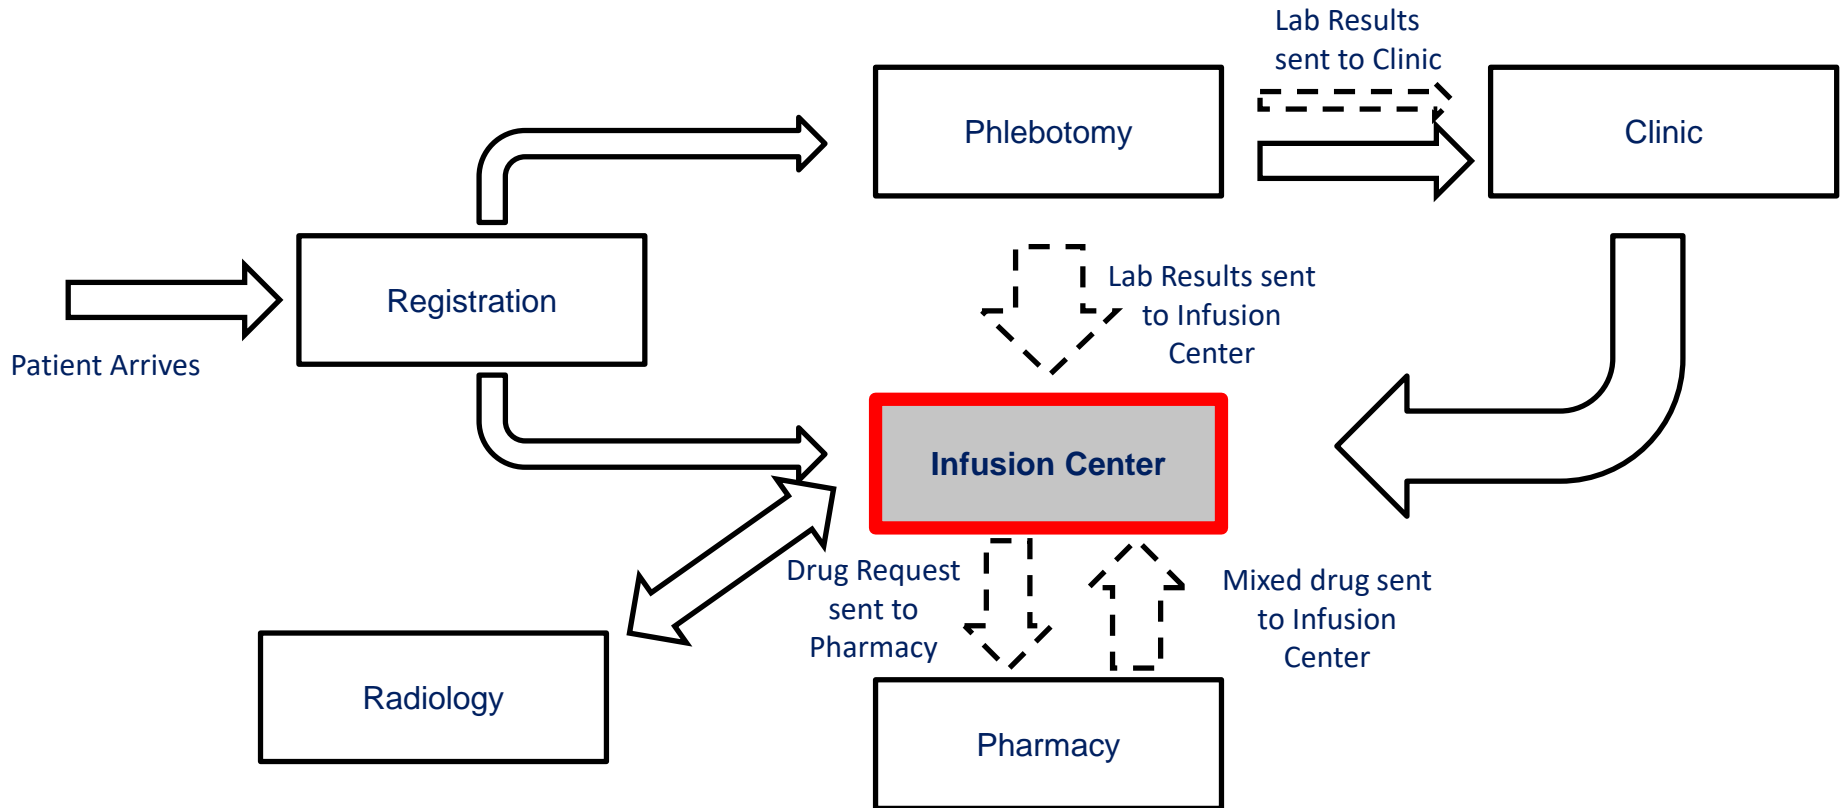 Lab Results
sent to Clinic
Phlebotomy
Clinic
Registration
Lab Results sent
to Infusion
Center
Patient Arrives
Infusion Center
Drug Request
sent to
Pharmacy
Mixed drug sent
to Infusion
Center
Radiology
Pharmacy